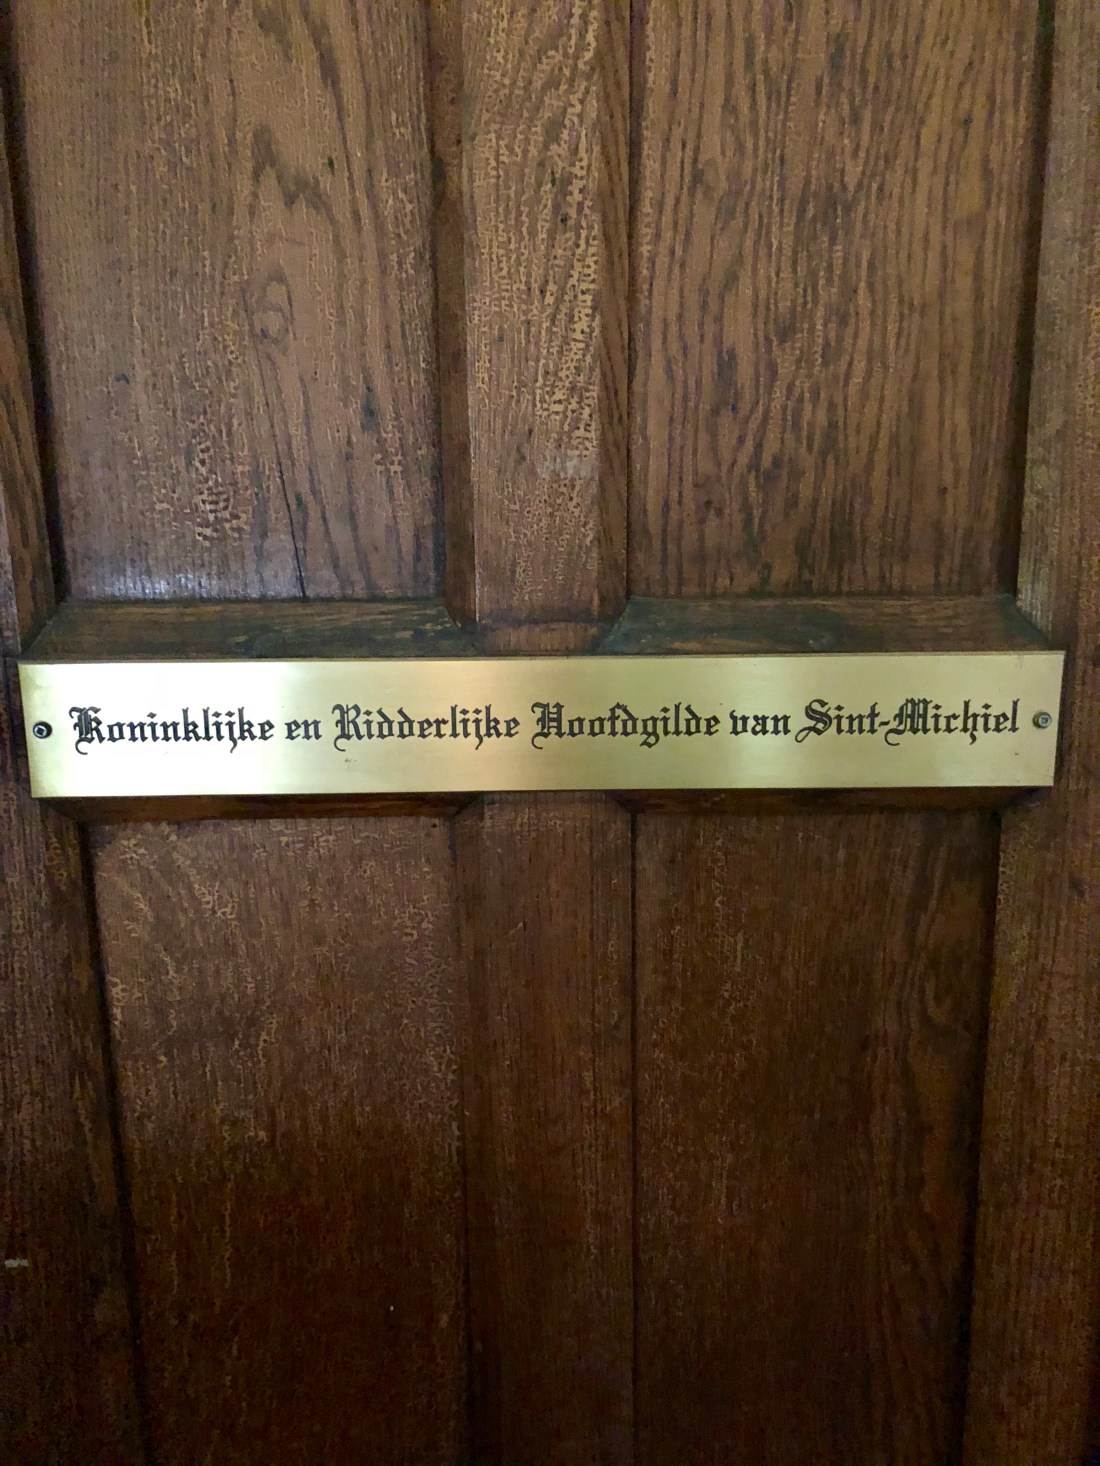 Koninklijke en Ridderlijke Hoofdgilde van Sint-Michiel